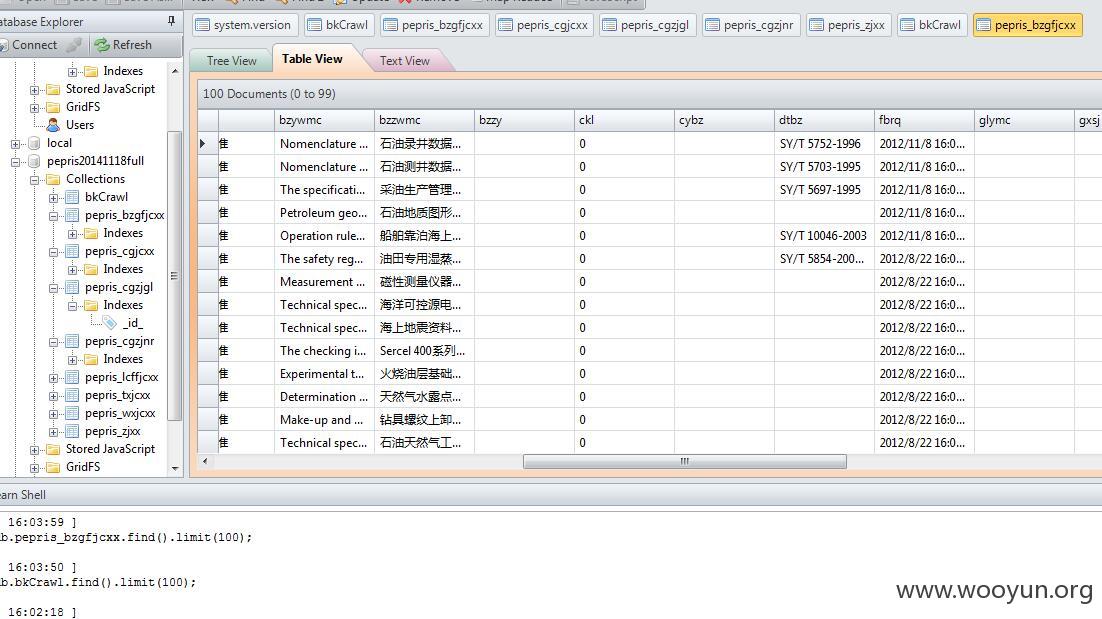 atabase Explorer
Connect Refresh
Indexes
Stored JavaScript
GridFS
Users
local
pepris20141118full
Collections
bkCrawl
pepris_bzgfjcxx
Indexes
pepris_cgjcxx
Indexes
pepris_cgzjgl
Indexes
_id_
pepris_cgzjnr
Indexes
pepris_lcffjcxx
pepris_txjcxx
pepris_wxjcxx
pepris_zjxx
Stored JavaScript
GridFS
system.version bkCrawl pepris_bzgfjcxx pepris_cgjcxx pepris_cgzjgl pepris_cgzjnr pepris_zjxx bkCrawl pepris_bzgfjcxx
Tree View Table View Text View
100 Documents (0 to 99)
bzywmc bzzwmc bzzy ckl cybz dtbz fbrq glymc gxsj
隹 Nomenclature ... 石油录井数据... 0 SY/T 5752-1996 2012/11/8 16:0...
隹 Nomenclature ... 石油测井数据... 0 SY/T 5703-1995 2012/11/8 16:0...
隹 The specificati... 采油生产管理... 0 SY/T 5697-1995 2012/11/8 16:0...
隹 Petroleum geo... 石油地质图形... 0 2012/11/8 16:0...
隹 Operation rule... 船舶靠泊海上... 0 SY/T 10046-2003 2012/11/8 16:0...
隹 The safety reg... 油田专用湿蒸... 0 SY/T 5854-200... 2012/8/22 16:0...
隹 Measurement ... 磁性测量仪器... 0 2012/8/22 16:0...
隹 Technical spec... 海洋可控源电... 0 2012/8/22 16:0...
隹 Technical spec... 海上地震资料... 0 2012/8/22 16:0...
隹 The checking i... Sercel 400系列... 0 2012/8/22 16:0...
隹 Experimental t... 火烧油层基础... 0 2012/8/22 16:0...
隹 Determination ... 天然气水露点... 0 2012/8/22 16:0...
隹 Make-up and ... 钻具螺纹上卸... 0 2012/8/22 16:0...
隹 Technical spec... 石油天然气工... 0 2012/8/22 16:0...
earn Shell
16:03:59 ]
b.pepris_bzgfjcxx.find().limit(100);
16:03:50 ]
b.bkCrawl.find().limit(100);
16:02:18 ]
www.wooyun.org